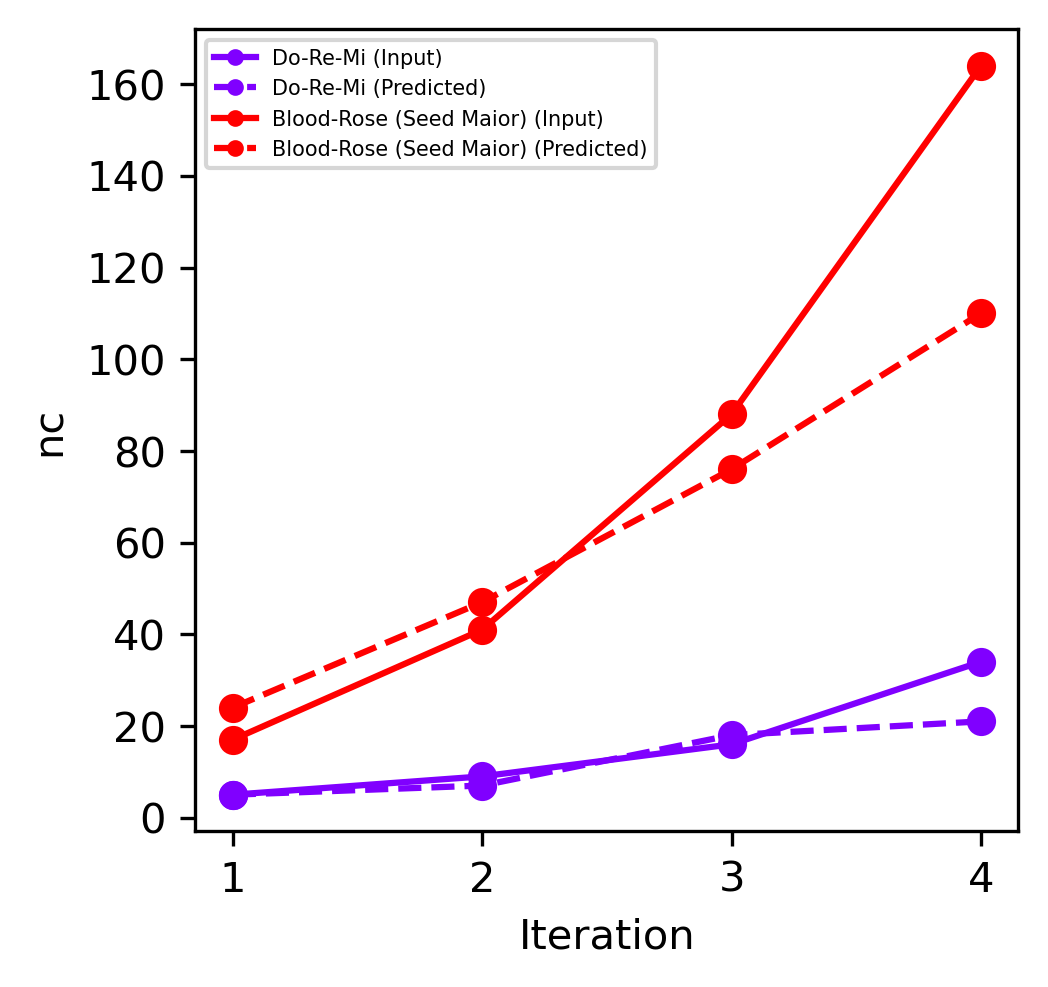 Do-Re-Mi (Input)
Do-Re-Mi (Predicted)
Blood-Rose (Seed Maior) (Input)
Blood-Rose (Seed Maior) (Predicted)
160
140
120
100
80
60
40
20
0
nc
1 2 3 4
Iteration